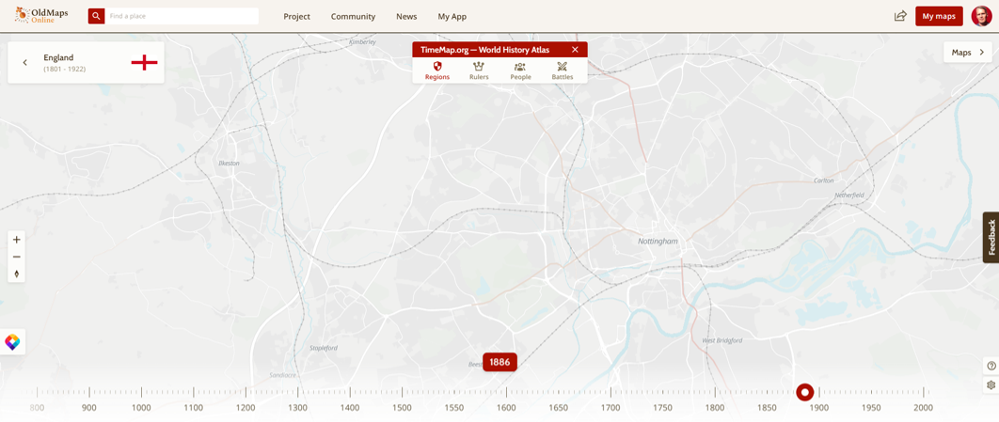 OldMaps
Online
Find a place
Project
Community
News
My App
My maps
England
(1801 - 1922)
TimeMap.org — World History Atlas
Regions
Rulers
People
Battles
Maps
Kimberley
Ilkeston
Carlton
Netherfield
Nottingham
Feedback
West Bridgford
Stapleford
Sandiacre
1886
800
900
1000
1100
1200
1300
1400
1450
1500
1550
1600
1650
1700
1750
1800
1850
1900
1950
2000